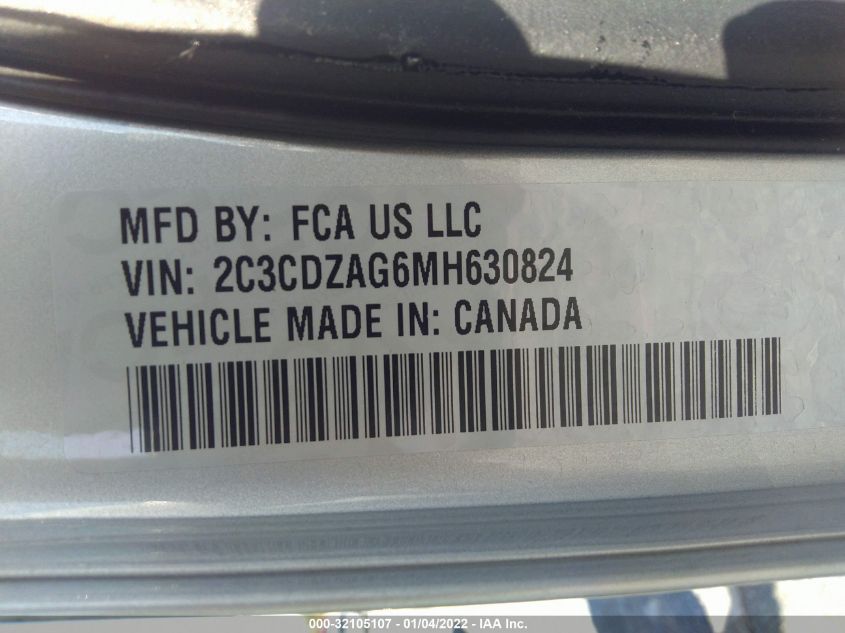 MFD BY: FCA US LLC
VIN: 2C3CDZAG6MH630824
VEHICLE MADE IN: CANADA
000-32105107 - 01/04/2022 - IAA Inc.